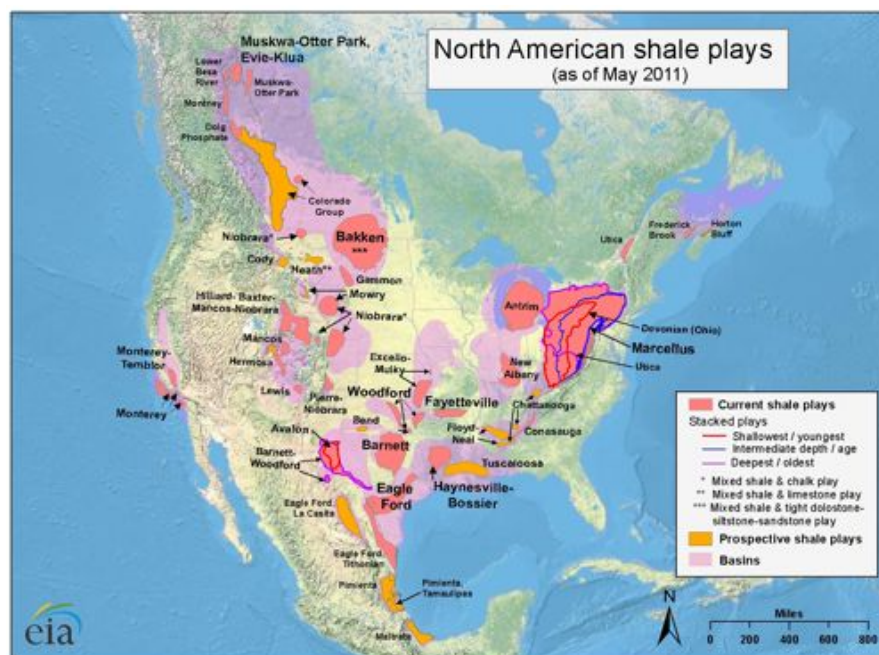 North American shale plays
(as of May 2011)
Muskwa-Otter Park,
Evie-Klua
Lower
Besa
River
Muskwa-
Otter Park
Montney
Doig
Phosphate
Colorado
Group
Niobrara*
Bakken
***
Cody
Heath**
Gammon
Mowry
Hilliard-Baxter-
Mancos-Niobrara
Niobrara*
Mancos
Hermosa
Monterey-
Temblor
Monterey
Lewis
Pierre-
Niobrara
Excello-
Mulky
Woodford
Fayetteville
Bend
Avalon
Barnett
Barnett-
Woodford
Eagle
Ford
Haynesville-
Bossier
Floyd-
Neal
Tuscaloosa
Conasauga
Chattanooga
New
Albany
Antrim
Devonian (Ohio)
Marcellus
Utica
Utica
Frederick
Brook
Horton
Bluff
Eagle Ford,
La Casita
Eagle Ford,
Tithonian
Pimienta
Pimienta,
Tamaulipas
Maltrata
Current shale plays
Stacked plays
Shallowest / youngest
Intermediate depth / age
Deepest / oldest
* Mixed shale & chalk play
** Mixed shale & limestone play
*** Mixed shale & tight dolostone-
siltstone-sandstone play
Prospective shale plays
Basins
N
Miles
0 200 400 600 800
eia